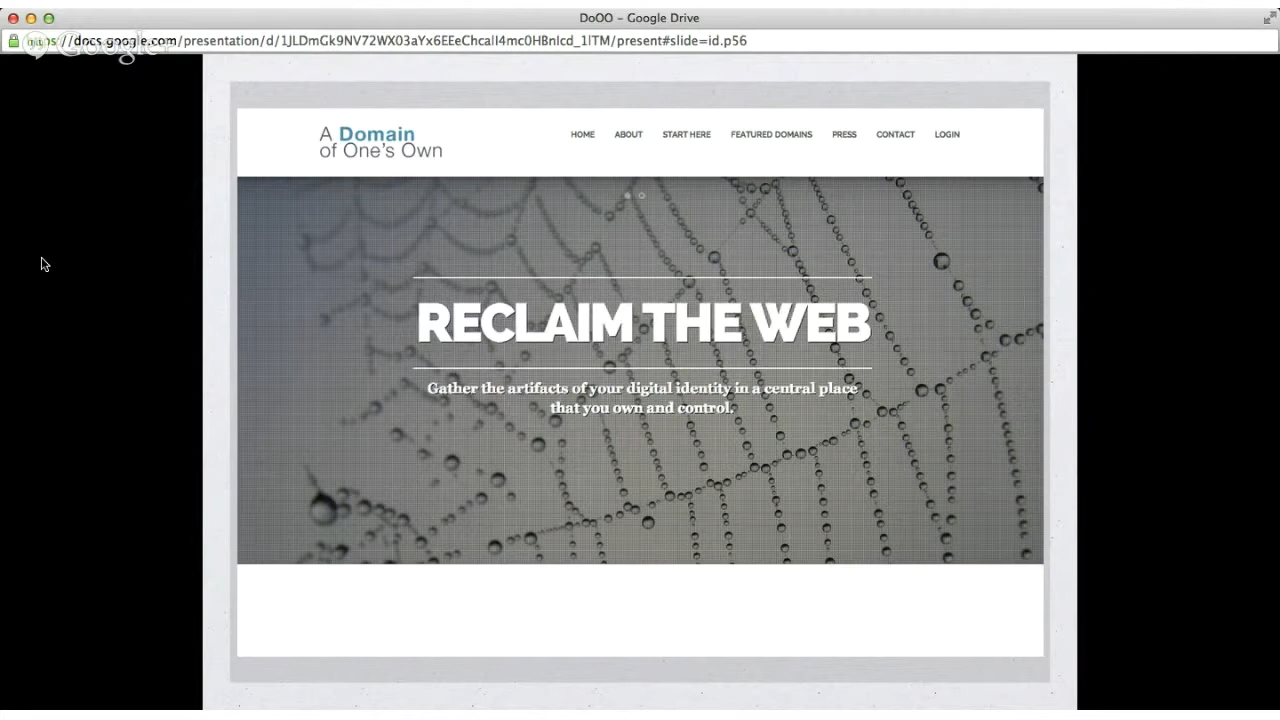 DoOO – Google Drive
https://docs.google.com/presentation/d/1JLDmGk9NV72WX03aYx6EEeChcalI4mc0HBnIcd_1lTM/present#slide=id.p56
Google+
A Domain
of One's Own
HOME ABOUT START HERE FEATURED DOMAINS PRESS CONTACT LOGIN
RECLAIM THE WEB
Gather the artifacts of your digital identity in a central place
that you own and control.